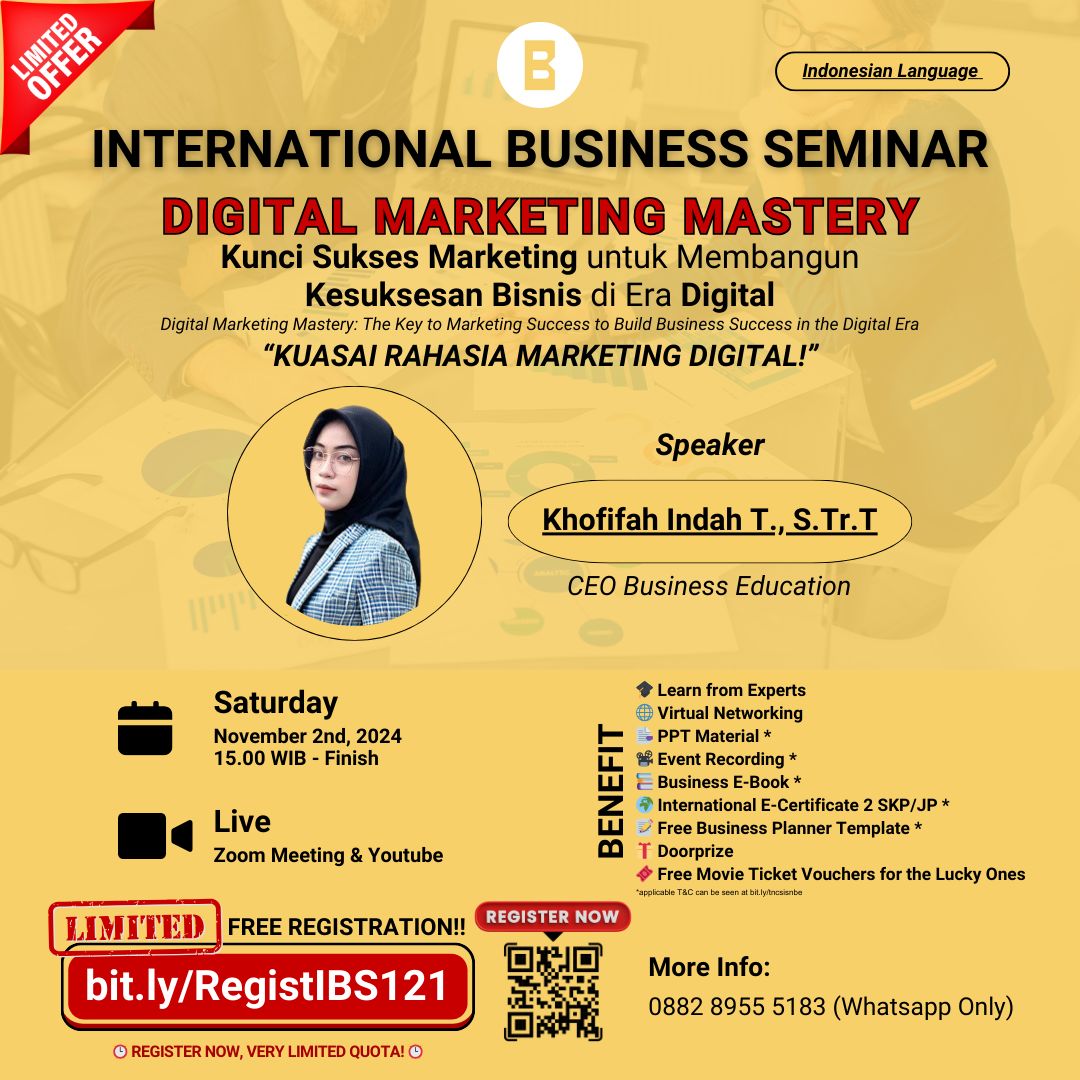 LIMITED
OFFER
B
Indonesian Language
INTERNATIONAL BUSINESS SEMINAR
DIGITAL MARKETING MASTERY
Kunci Sukses Marketing untuk Membangun
Kesuksesan Bisnis di Era Digital
Digital Marketing Mastery: The Key to Marketing Success to Build Business Success in the Digital Era
“KUASAI RAHASIA MARKETING DIGITAL!”
Speaker
Khofifah Indah T., S.Tr.T
CEO Business Education
Saturday
November 2nd, 2024
15.00 WIB - Finish
Live
Zoom Meeting & Youtube
BENEFIT
Learn from Experts
Virtual Networking
PPT Material *
Event Recording *
Business E-Book *
International E-Certificate 2 SKP/JP *
Free Business Planner Template *
Doorprize
Free Movie Ticket Vouchers for the Lucky Ones
*applicable T&C can be seen at bit.ly/tncsisnbe
LIMITED
FREE REGISTRATION!!
bit.ly/RegistIBS121
REGISTER NOW, VERY LIMITED QUOTA!
REGISTER NOW
More Info:
0882 8955 5183 (Whatsapp Only)